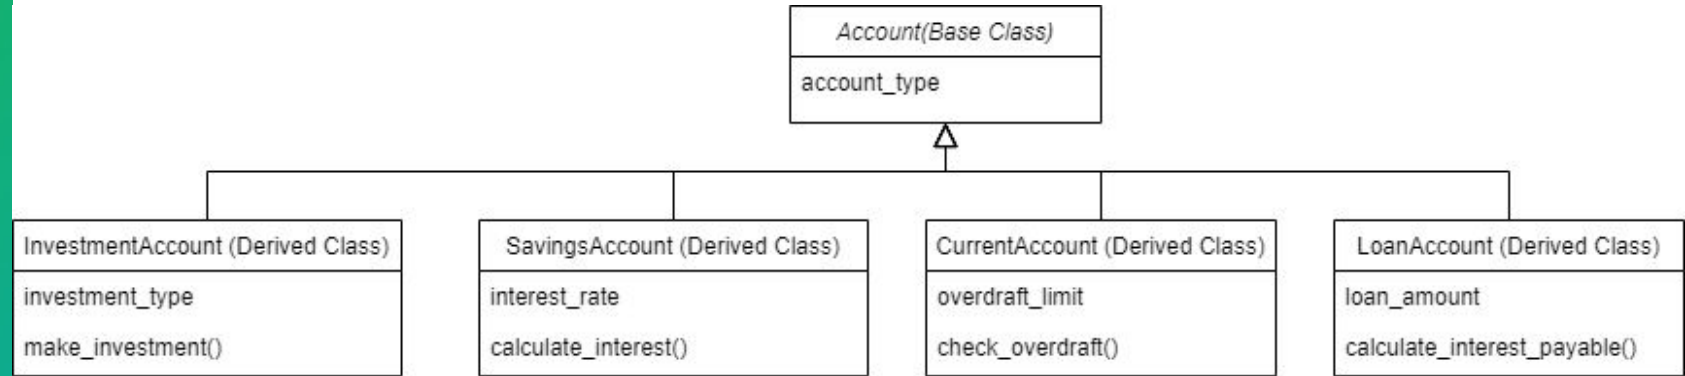 Account(Base Class)
account_type
InvestmentAccount (Derived Class)
investment_type
make_investment()
SavingsAccount (Derived Class)
interest_rate
calculate_interest()
CurrentAccount (Derived Class)
overdraft_limit
check_overdraft()
LoanAccount (Derived Class)
loan_amount
calculate_interest_payable()